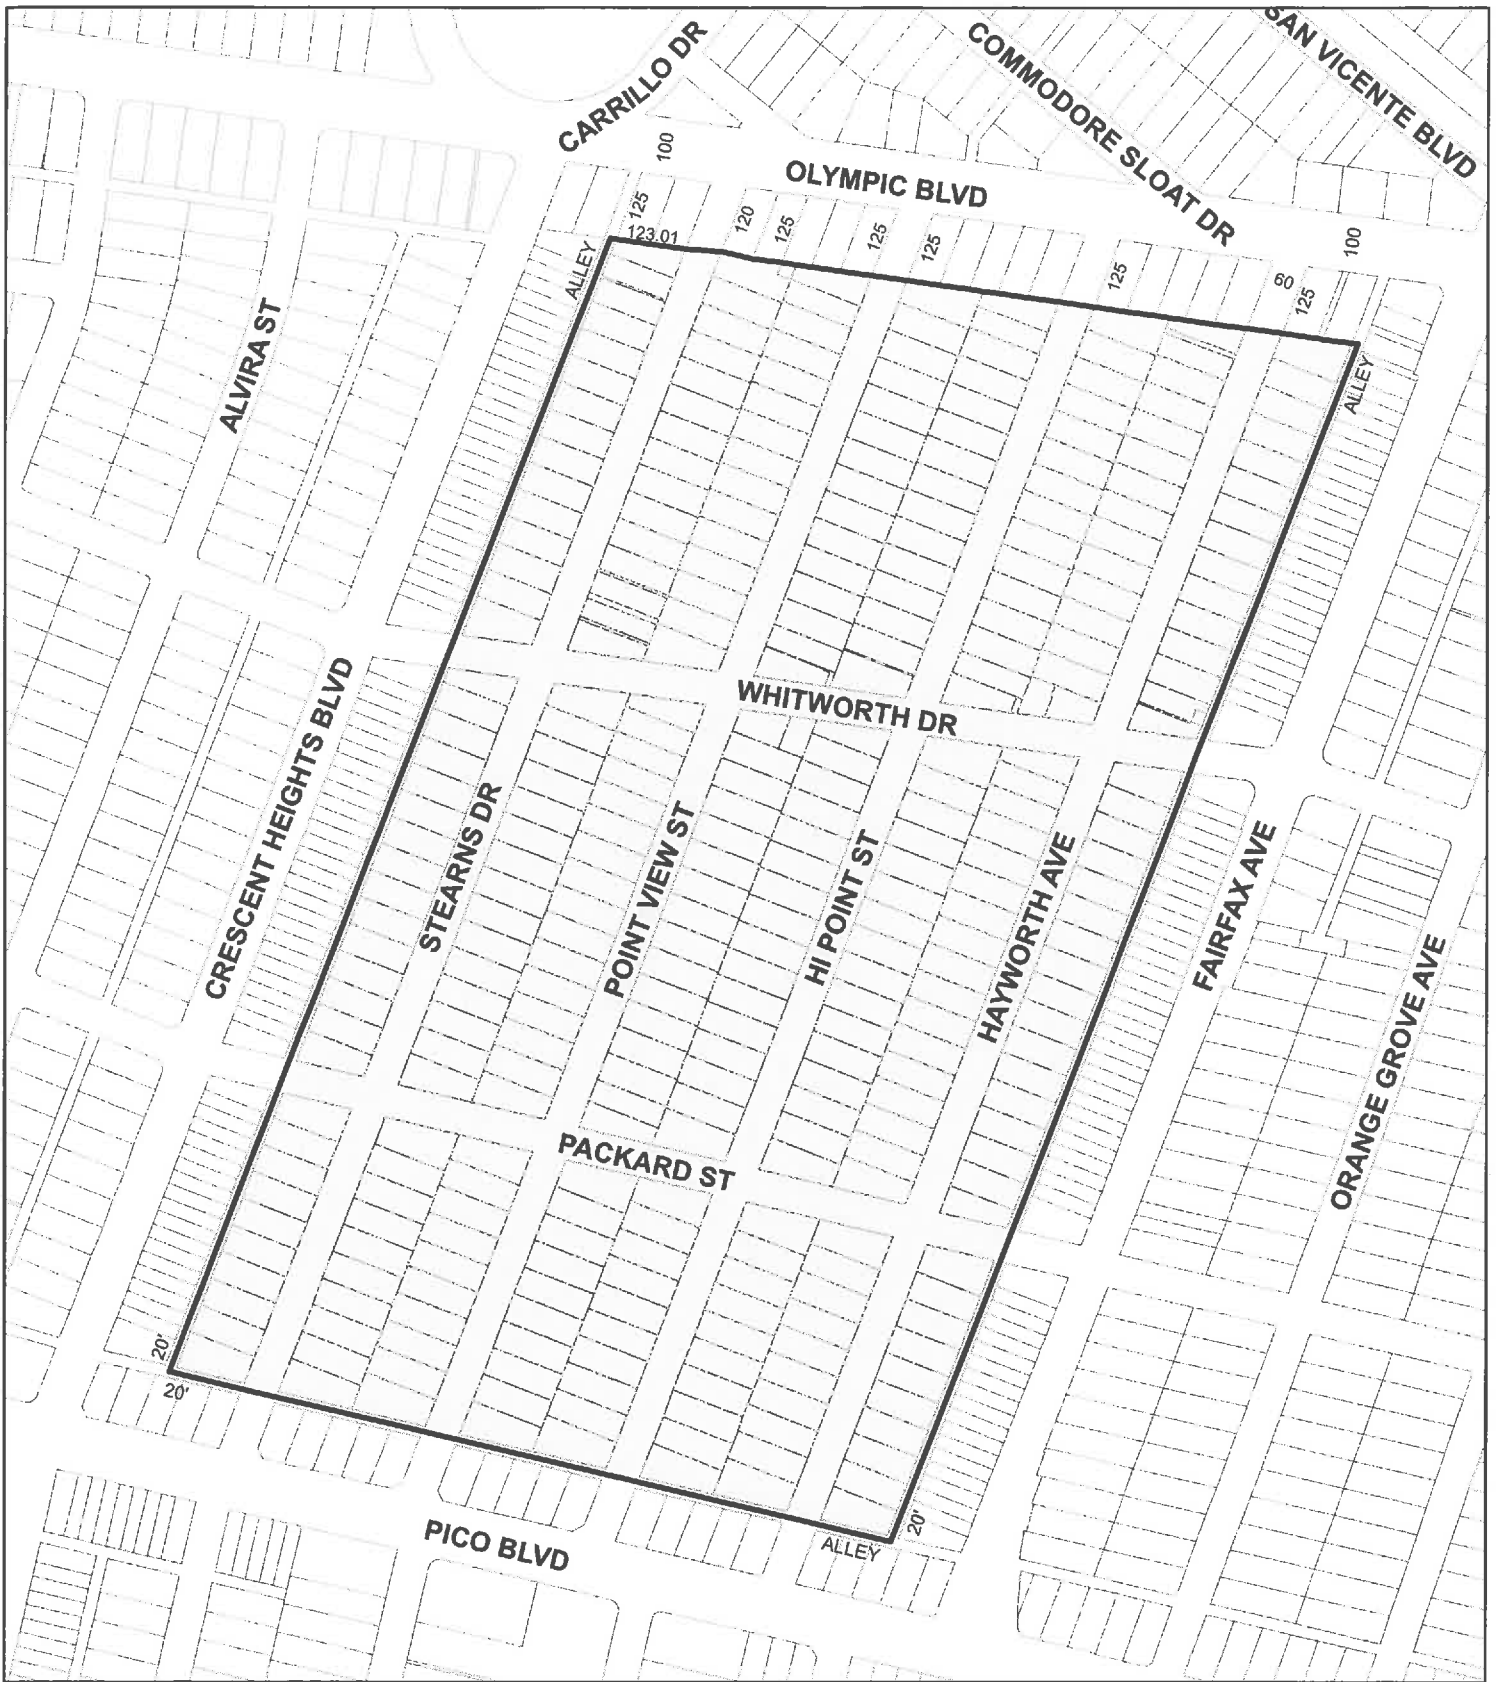 SAN VICENTE BLVD
COMMODORE SLOAT DR
CARRILLO DR
100
OLYMPIC BLVD
125
120
125
125
125
123.01
100
ALLEY
125
60
125
ALVIRA ST
ALLEY
WHITWORTH DR
CRESCENT HEIGHTS BLVD
STEARNS DR
POINT VIEW ST
HI POINT ST
HAYWORTH AVE
FAIRFAX AVE
ORANGE GROVE AVE
PACKARD ST
20'
20'
20'
PICO BLVD
ALLEY